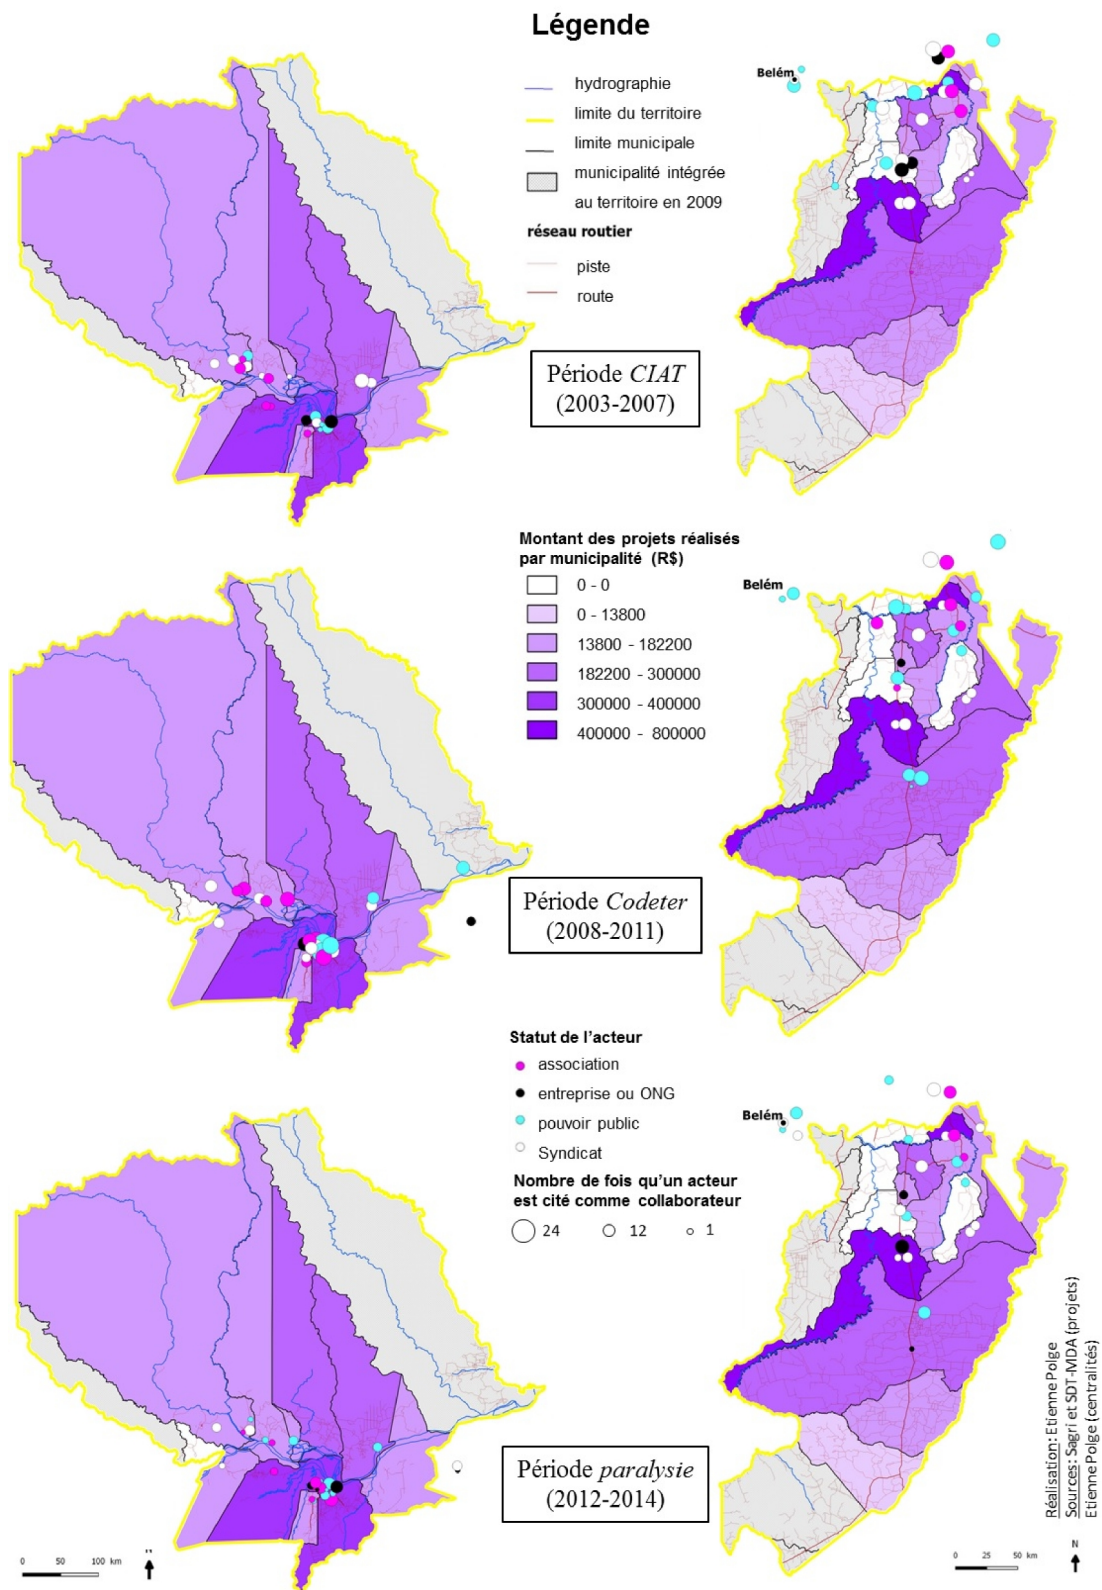 Légende
hydrographie
limite du territoire
limite municipale
municipalité intégrée
au territoire en 2009
réseau routier
piste
route
Belém
Période CIAT
(2003-2007)
Montant des projets réalisés
par municipalité (R$)
0 - 0
0 - 13800
13800 - 182200
182200 - 300000
300000 - 400000
400000 - 800000
Belém
Période Codeter
(2008-2011)
Statut de l'acteur
association
entreprise ou ONG
pouvoir public
Syndicat
Nombre de fois qu'un acteur
est cité comme collaborateur
24 12 1
Belém
Période paralysie
(2012-2014)
Réalisation: Etienne Polge
Sources: Sagri et SDT-MDA (projets)
Etienne Polge (centralités)
0 50 100 km
0 25 50 km
N